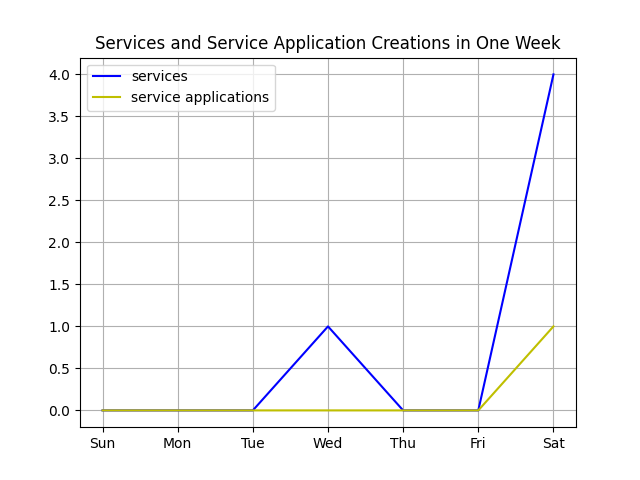 Services and Service Application Creations in One Week
services
service applications
4.0
3.5
3.0
2.5
2.0
1.5
1.0
0.5
0.0
Sun Mon Tue Wed Thu Fri Sat